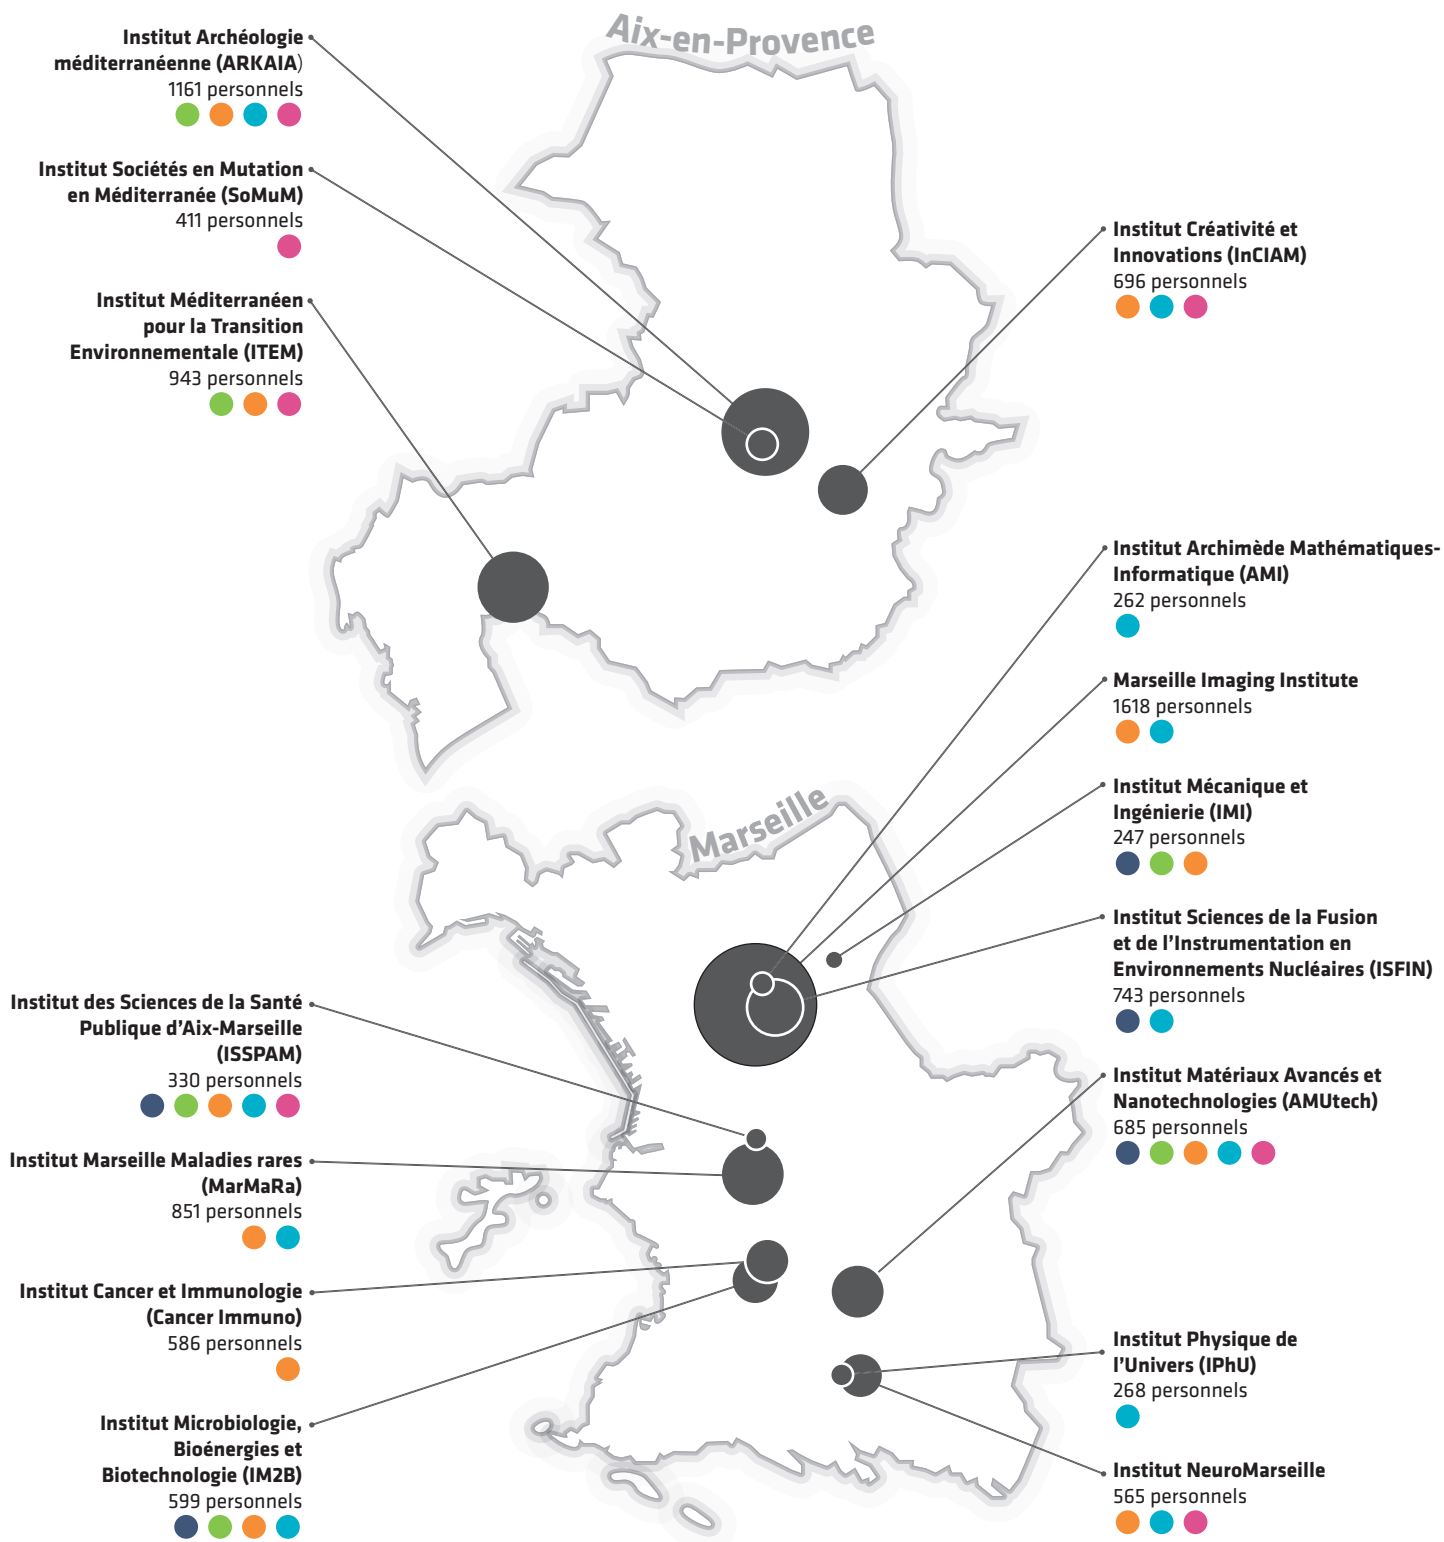 Aix-en-Provence
Institut Archéologie
méditerranéenne (ARKAIA)
1161 personnels
Institut Sociétés en Mutation
en Méditerranée (SoMuM)
411 personnels
Institut Méditerranéen
pour la Transition
Environnementale (ITEM)
943 personnels
Institut Créativité et
Innovations (InCIAM)
696 personnels
Institut Archimède Mathématiques-
Informatique (AMI)
262 personnels
Marseille Imaging Institute
1618 personnels
Institut Mécanique et
Ingénierie (IMI)
247 personnels
Institut Sciences de la Fusion
et de l'Instrumentation en
Environnements Nucléaires (ISFIN)
743 personnels
Institut Matériaux Avancés et
Nanotechnologies (AMUtech)
685 personnels
Institut Physique de
l'Univers (IPhU)
268 personnels
Institut NeuroMarseille
565 personnels
Marseille
Institut des Sciences de la Santé
Publique d'Aix-Marseille
(ISSPAM)
330 personnels
Institut Marseille Maladies rares
(MarMaRa)
851 personnels
Institut Cancer et Immunologie
(Cancer Immuno)
586 personnels
Institut Microbiologie,
Bioénergies et
Biotechnologie (IM2B)
599 personnels